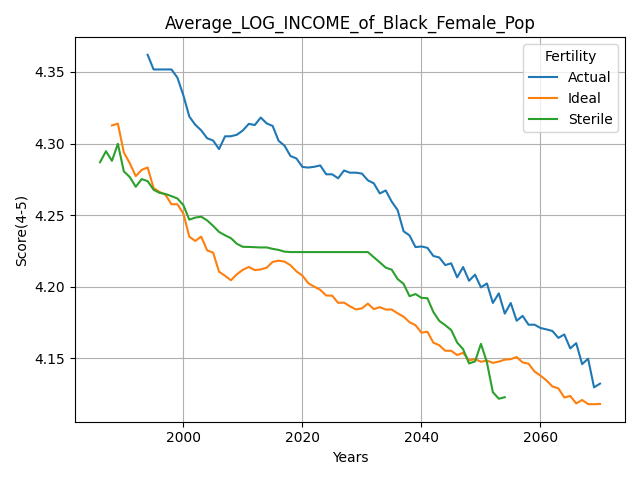 Average_LOG_INCOME_of_Black_Female_Pop
Fertility
Actual
Ideal
Sterile
Score(4-5)
4.35
4.30
4.25
4.20
4.15
2000
2020
2040
2060
Years